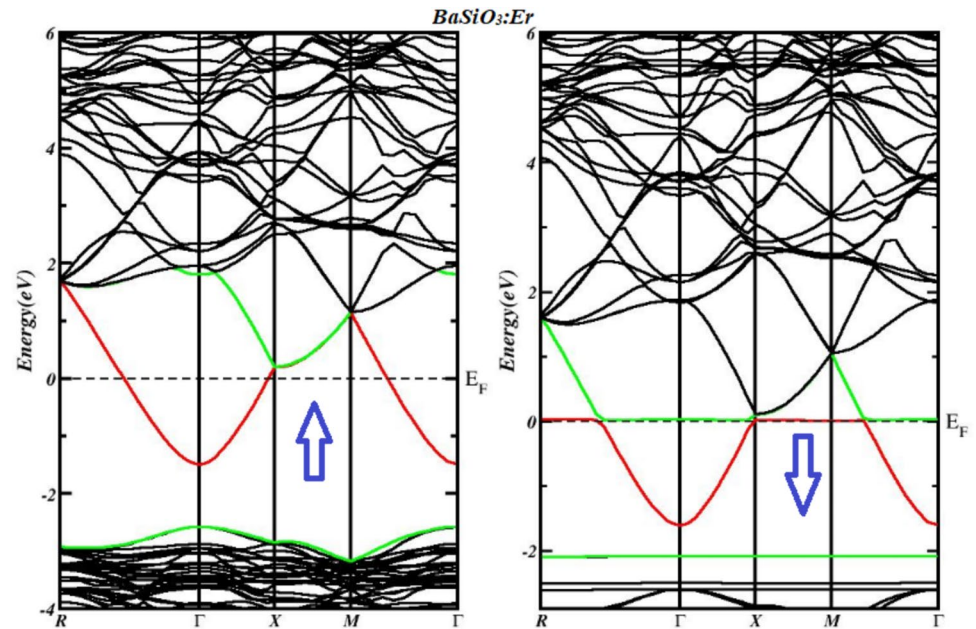 BaSiO₃:Er
6
4
2
0
-2
-4
Energy(eV)
R
Γ
X
M
Γ
E_F
6
4
2
0
-2
Energy(eV)
R
Γ
X
M
Γ
E_F